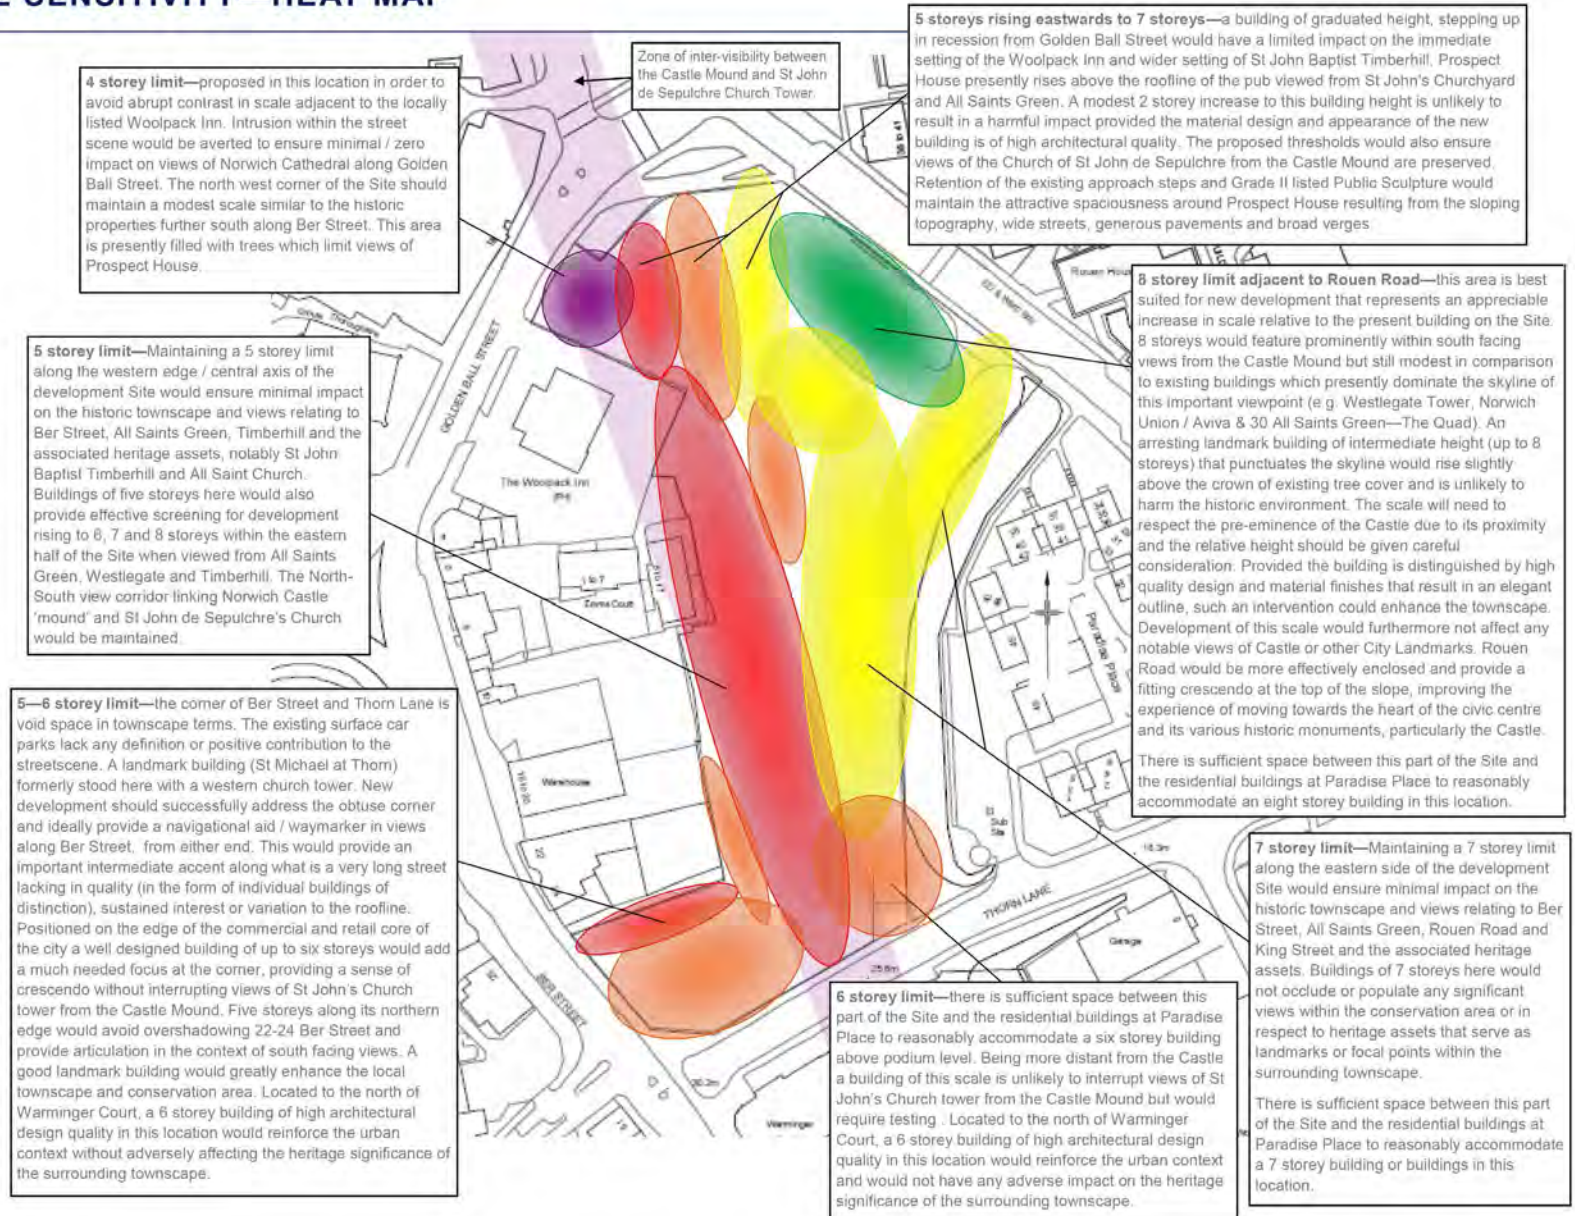 E SENSITIVITY - HEAT MAP
4 storey limit—proposed in this location in order to
avoid abrupt contrast in scale adjacent to the locally
listed Woolpack Inn. Intrusion within the street
scene would be averted to ensure minimal / zero
impact on views of Norwich Cathedral along Golden
Ball Street. The north west corner of the Site should
maintain a modest scale similar to the historic
properties further south along Ber Street. This area
is presently filled with trees which limit views of
Prospect House.
Zone of inter-visibility between
the Castle Mound and St John
de Sepulchre Church Tower.
5 storeys rising eastwards to 7 storeys—a building of graduated height, stepping up
in recession from Golden Ball Street would have a limited impact on the immediate
setting of the Woolpack Inn and wider setting of St John Baptist Timberhill. Prospect
House presently rises above the roofline of the pub viewed from St John's Churchyard
and All Saints Green. A modest 2 storey increase to this building height is unlikely to
result in a harmful impact provided the material design and appearance of the new
building is of high architectural quality. The proposed thresholds would also ensure
views of the Church of St John de Sepulchre from the Castle Mound are preserved.
Retention of the existing approach steps and Grade II listed Public Sculpture would
maintain the attractive spaciousness around Prospect House resulting from the sloping
topography, wide streets, generous pavements and broad verges
5 storey limit—Maintaining a 5 storey limit
along the western edge / central axis of the
development Site would ensure minimal impact
on the historic townscape and views relating to
Ber Street, All Saints Green, Timberhill and the
associated heritage assets, notably St John
Baptist Timberhill and All Saint Church.
Buildings of five storeys here would also
provide effective screening for development
rising to 6, 7 and 8 storeys within the eastern
half of the Site when viewed from All Saints
Green, Westlegate and Timberhill. The North-
South view corridor linking Norwich Castle
'mound' and St John de Sepulchre's Church
would be maintained.
8 storey limit adjacent to Rouen Road—this area is best
suited for new development that represents an appreciable
increase in scale relative to the present building on the Site.
8 storeys would feature prominently within south facing
views from the Castle Mound but still modest in comparison
to existing buildings which presently dominate the skyline of
this important viewpoint (e.g. Westlegate Tower, Norwich
Union / Aviva & 30 All Saints Green—The Quad). An
arresting landmark building of intermediate height (up to 8
storeys) that punctuates the skyline would rise slightly
above the crown of existing tree cover and is unlikely to
harm the historic environment. The scale will need to
respect the pre-eminence of the Castle due to its proximity
and the relative height should be given careful
consideration. Provided the building is distinguished by high
quality design and material finishes that result in an elegant
outline, such an intervention could enhance the townscape.
Development of this scale would furthermore not affect any
notable views of Castle or other City Landmarks. Rouen
Road would be more effectively enclosed and provide a
fitting crescendo at the top of the slope, improving the
experience of moving towards the heart of the civic centre
and its various historic monuments, particularly the Castle.
There is sufficient space between this part of the Site and
the residential buildings at Paradise Place to reasonably
accommodate an eight storey building in this location.
5—6 storey limit—the corner of Ber Street and Thorn Lane is
void space in townscape terms. The existing surface car
parks lack any definition or positive contribution to the
streetscene. A landmark building (St Michael at Thorn)
formerly stood here with a western church tower. New
development should successfully address the obtuse corner
and ideally provide a navigational aid / waymarker in views
along Ber Street, from either end. This would provide an
important intermediate accent along what is a very long street
lacking in quality (in the form of individual buildings of
distinction), sustained interest or variation to the roofline.
Positioned on the edge of the commercial and retail core of
the city a well designed building of up to six storeys would add
a much needed focus at the corner, providing a sense of
crescendo without interrupting views of St John's Church
tower from the Castle Mound. Five storeys along its northern
edge would avoid overshadowing 22-24 Ber Street and
provide articulation in the context of south facing views. A
good landmark building would greatly enhance the local
townscape and conservation area. Located to the north of
Warminger Court, a 6 storey building of high architectural
design quality in this location would reinforce the urban
context without adversely affecting the heritage significance of
the surrounding townscape.
6 storey limit—there is sufficient space between this
part of the Site and the residential buildings at Paradise
Place to reasonably accommodate a six storey building
above podium level. Being more distant from the Castle
a building of this scale is unlikely to interrupt views of St
John's Church tower from the Castle Mound but would
require testing . Located to the north of Warminger
Court, a 6 storey building of high architectural design
quality in this location would reinforce the urban context
and would not have any adverse impact on the heritage
significance of the surrounding townscape.
7 storey limit—Maintaining a 7 storey limit
along the eastern side of the development
Site would ensure minimal impact on the
historic townscape and views relating to Ber
Street, All Saints Green, Rouen Road and
King Street and the associated heritage
assets. Buildings of 7 storeys here would
not occlude or populate any significant
views within the conservation area or in
respect to heritage assets that serve as
landmarks or focal points within the
surrounding townscape.
There is sufficient space between this part
of the Site and the residential buildings at
Paradise Place to reasonably accommodate
a 7 storey building or buildings in this
location.
GOLDEN BALL STREET
The Woolpack Inn
(PH)
1 to 7
Court
Warehouse
22
BER STREET
THORN LANE
Garage
Sub
Sta
Paradise Place
Rouen
Warminger